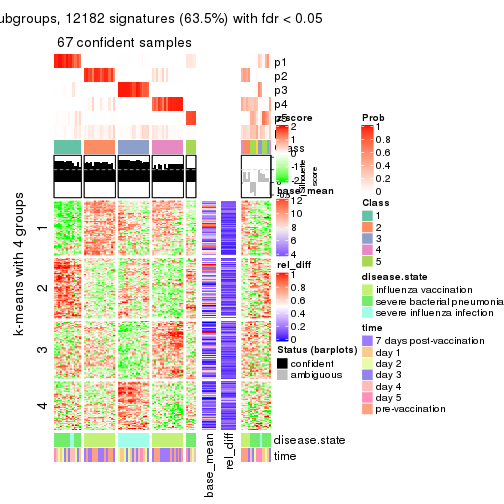 ubgroups, 12182 signatures (63.5%) with fdr < 0.05
67 confident samples
p1
p2
p3
p4
z-score
2
1
0
-1
-2
Silhouette
score
base_mean
12
10
8
6
4
rel_diff
1
0.8
0.6
0.4
0.2
0
Status (barplots)
confident
ambiguous
Prob
1
0.8
0.6
0.4
0.2
0
Class
1
2
3
4
5
disease.state
influenza vaccination
severe bacterial pneumonia
severe influenza infection
time
7 days post-vaccination
day 1
day 2
day 3
day 4
day 5
pre-vaccination
k-means with 4 groups
1
2
3
4
disease.state
time
base_mean
rel_diff